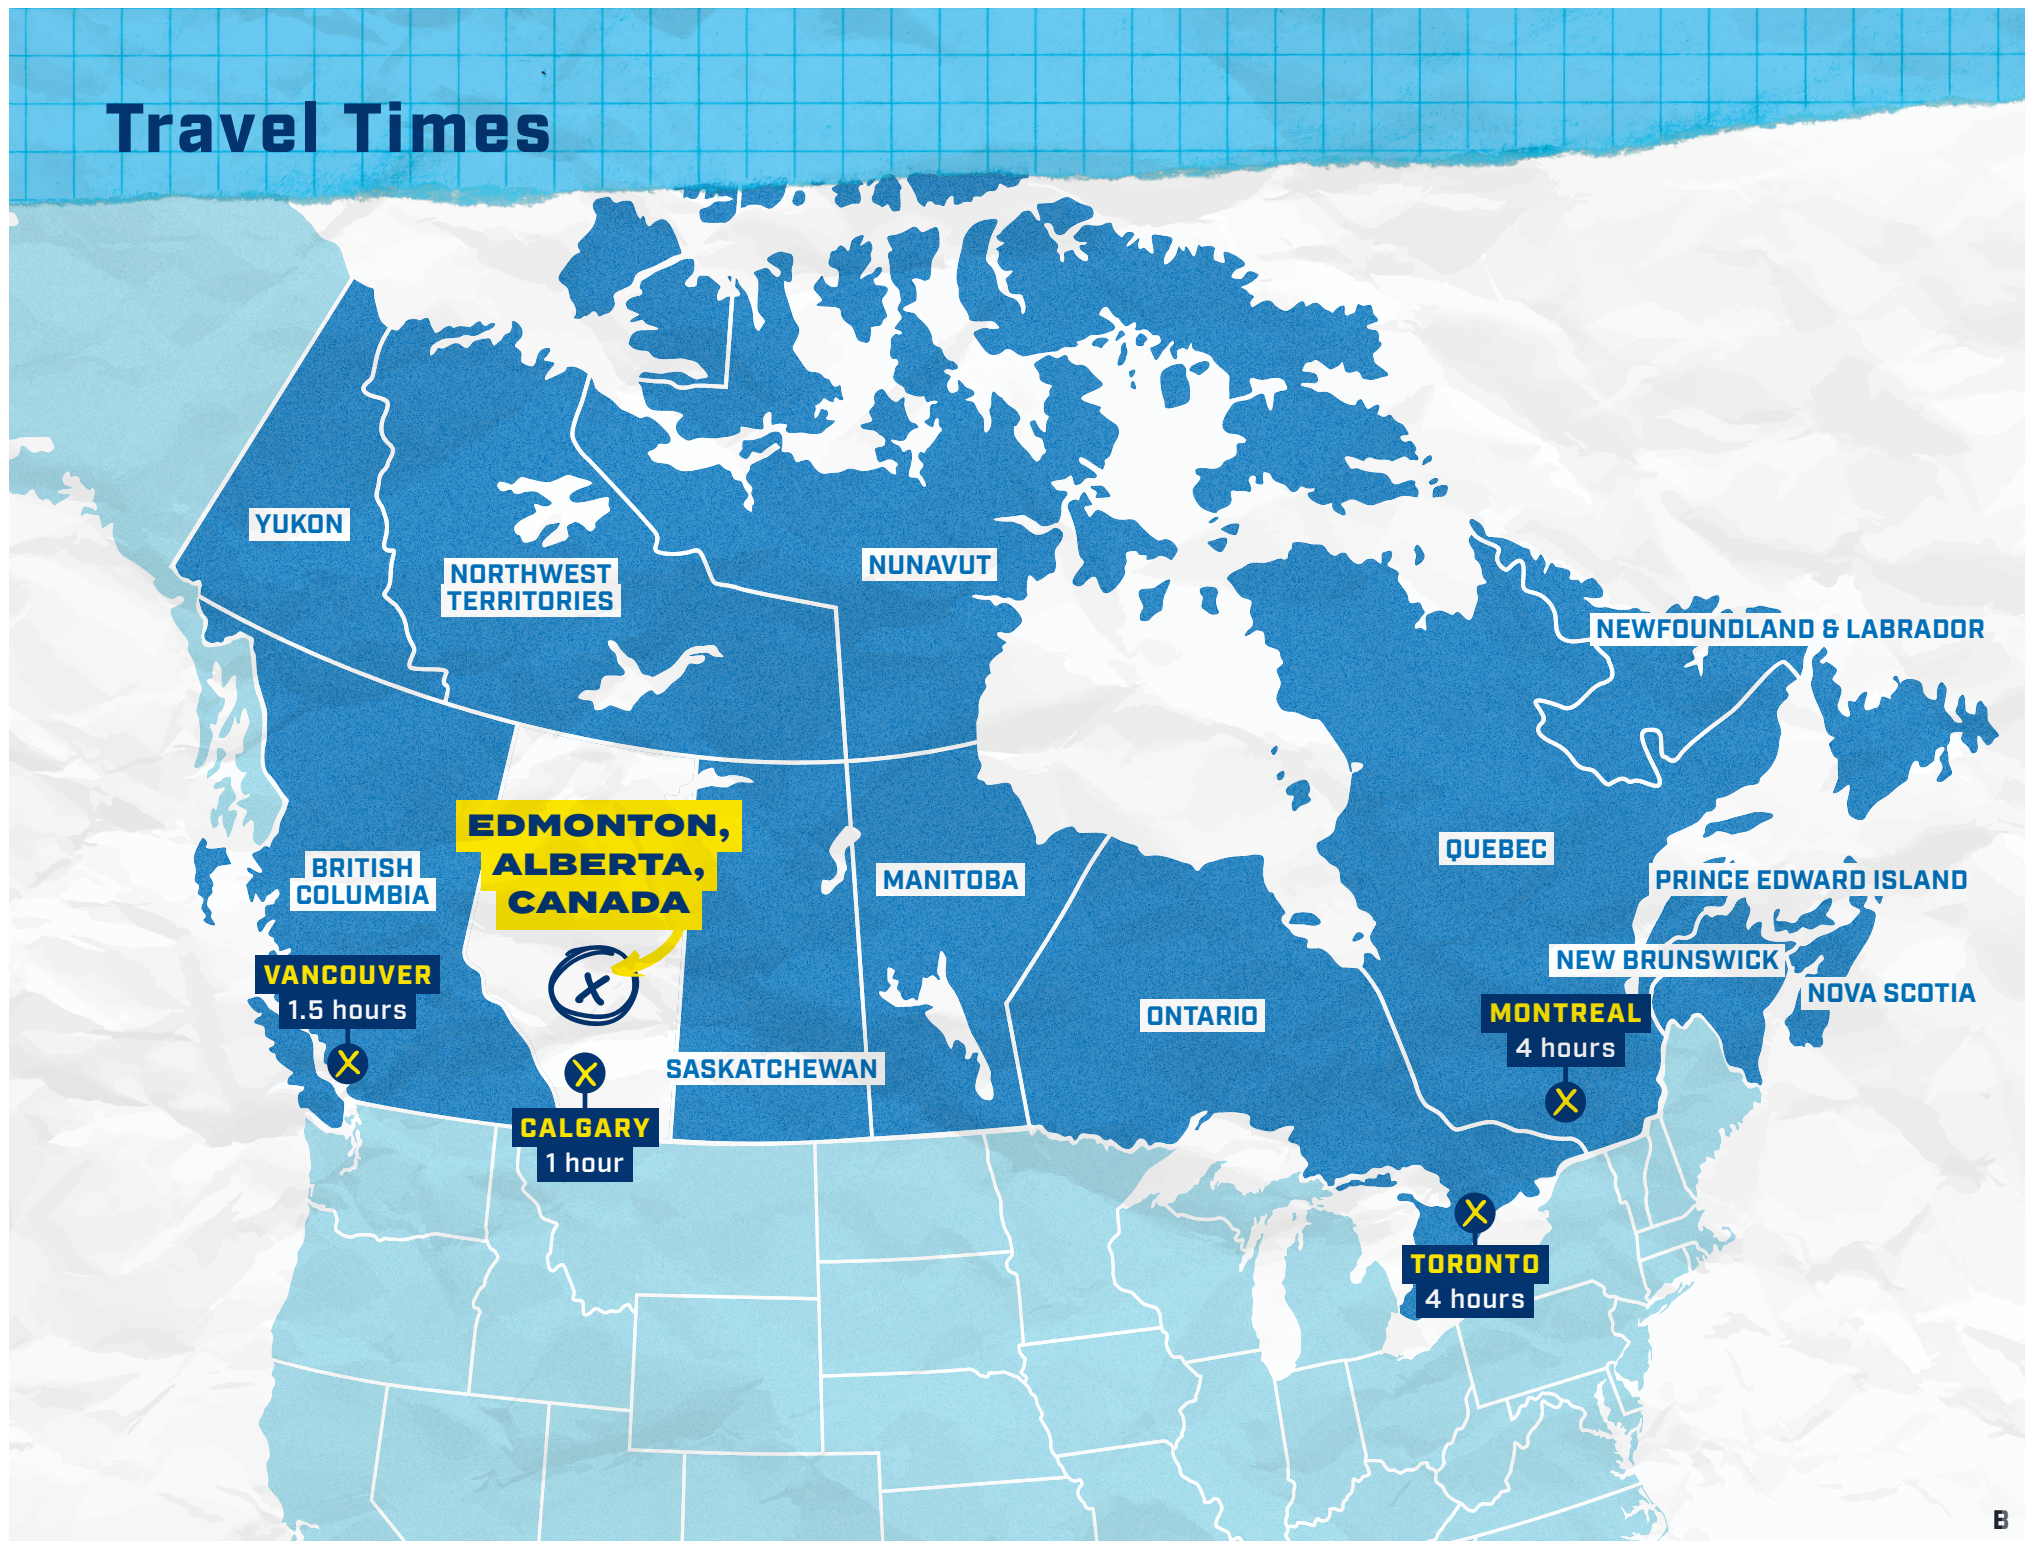 Travel Times
YUKON
NORTHWEST
TERRITORIES
NUNAVUT
NEWFOUNDLAND & LABRADOR
EDMONTON,
ALBERTA,
CANADA
BRITISH
COLUMBIA
MANITOBA
QUEBEC
PRINCE EDWARD ISLAND
NEW BRUNSWICK
NOVA SCOTIA
VANCOUVER
1.5 hours
ONTARIO
MONTREAL
4 hours
SASKATCHEWAN
CALGARY
1 hour
TORONTO
4 hours
B